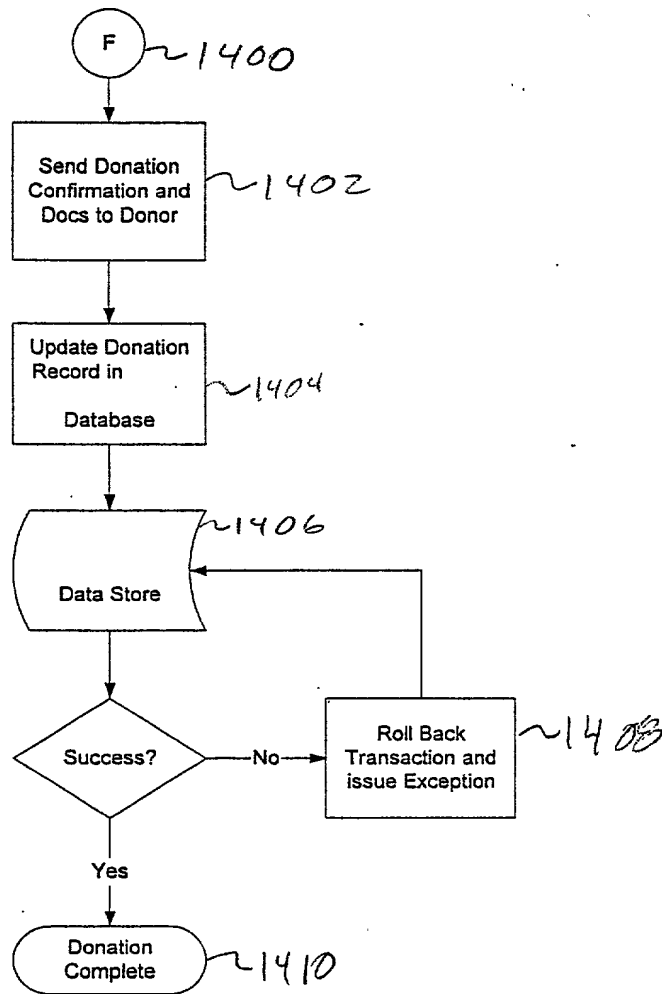 F
1400
Send Donation
Confirmation and
Docs to Donor
1402
Update Donation
Record in
Database
1404
1406
Data Store
Success?
No
Roll Back
Transaction and
issue Exception
1408
Yes
Donation
Complete
1410